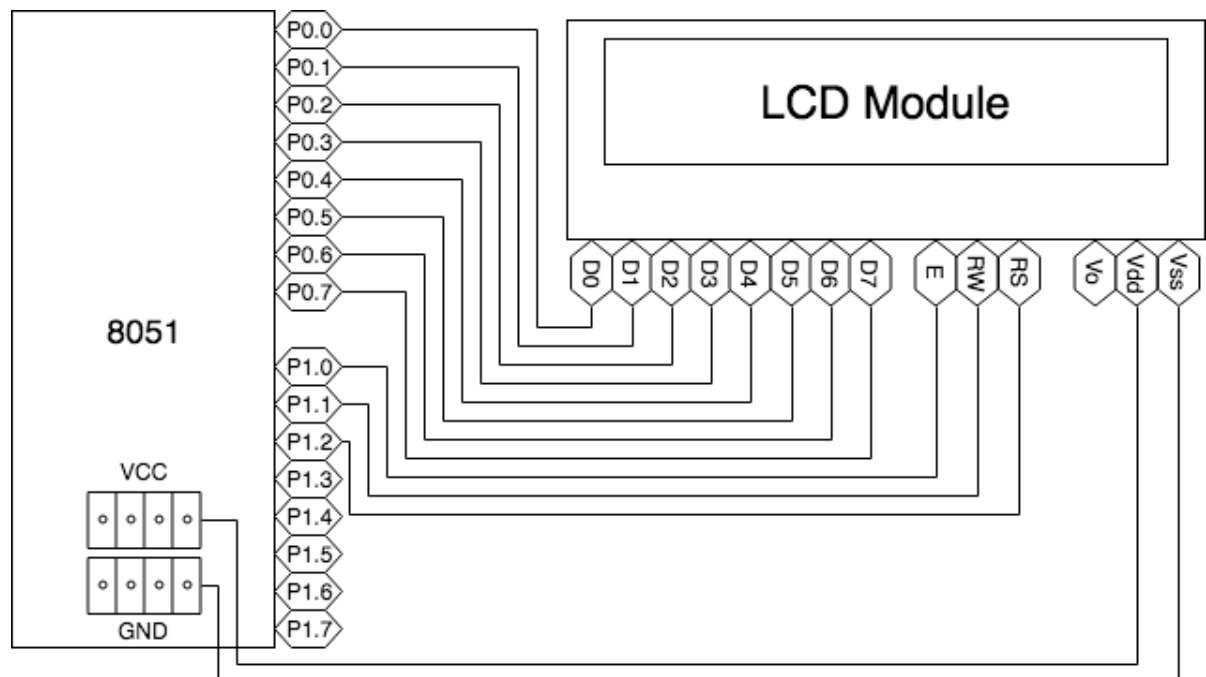 P0.0
P0.1
P0.2
P0.3
P0.4
P0.5
P0.6
P0.7
8051
P1.0
P1.1
P1.2
P1.3
P1.4
P1.5
P1.6
P1.7
VCC
GND
LCD Module
D0 D1 D2 D3 D4 D5 D6 D7 E RW RS Vo Vdd Vss